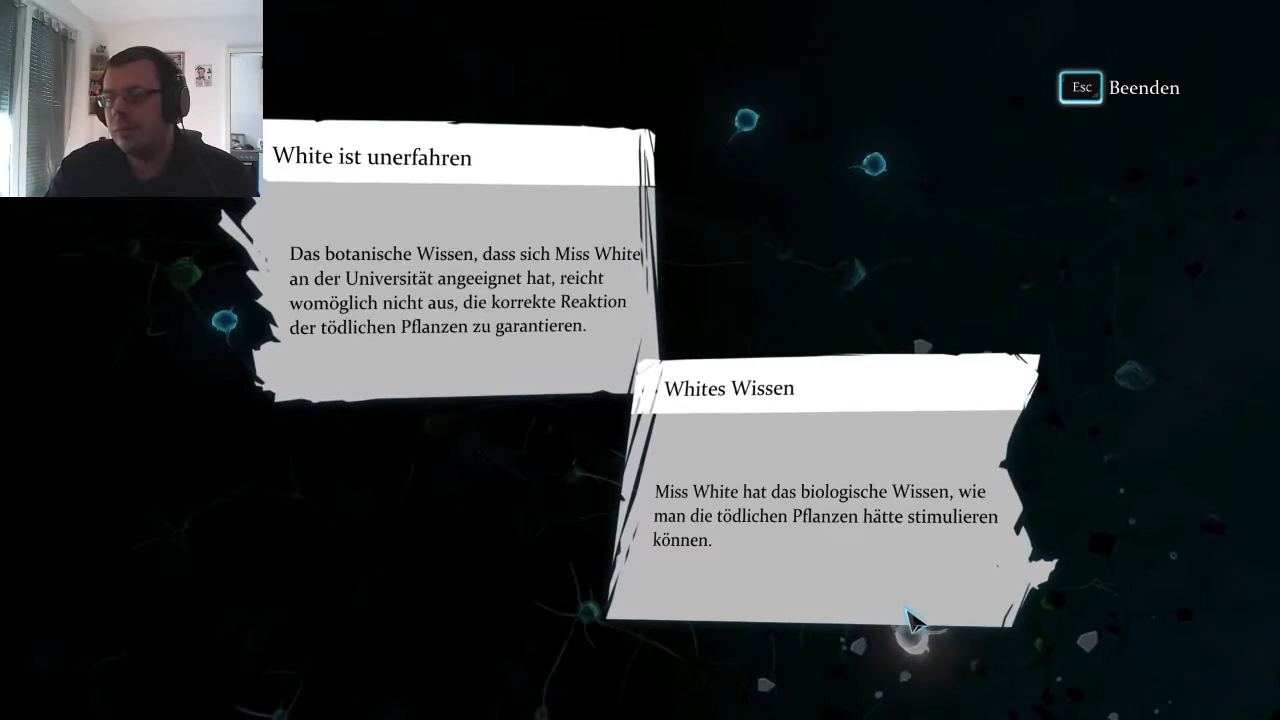 Esc Beenden
White ist unerfahren
Das botanische Wissen, dass sich Miss White
an der Universität angeeignet hat, reicht
womöglich nicht aus, die korrekte Reaktion
der tödlichen Pflanzen zu garantieren.
Whites Wissen
Miss White hat das biologische Wissen, wie
man die tödlichen Pflanzen hätte stimulieren
können.